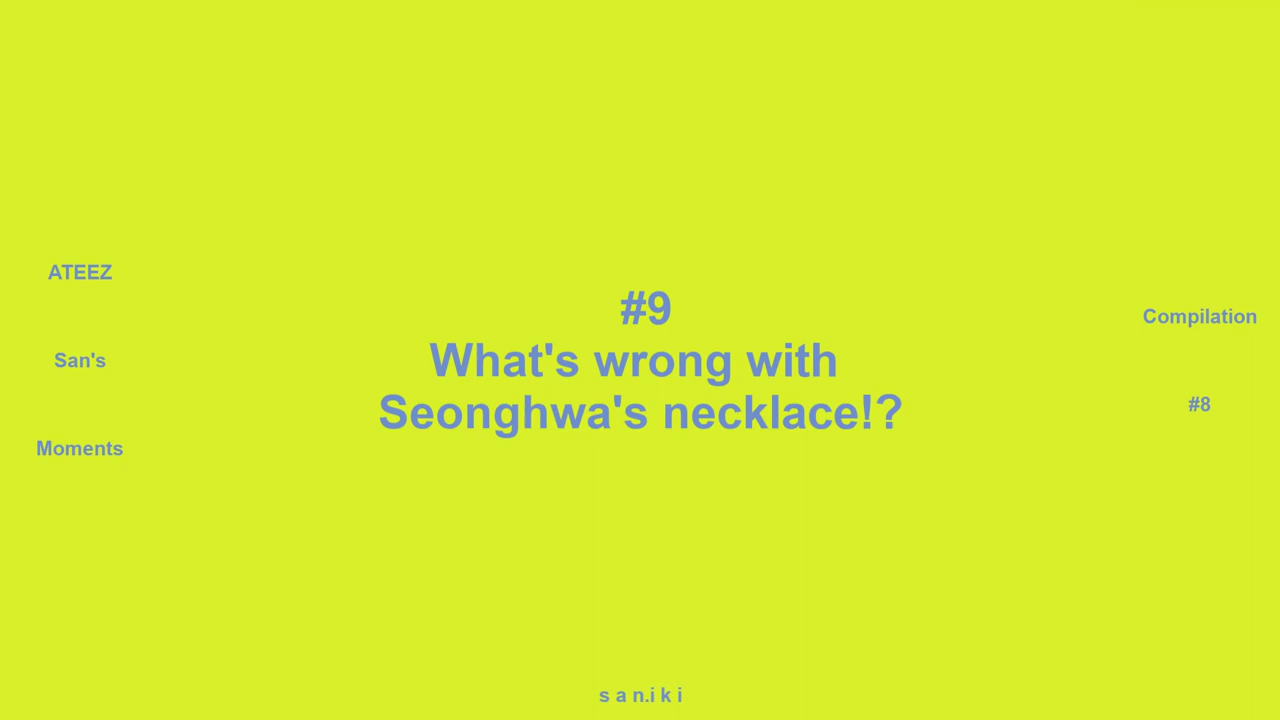 ATEEZ
San's
Moments
#9
What's wrong with
Seonghwa's necklace!?
Compilation
#8
s a n.i k i